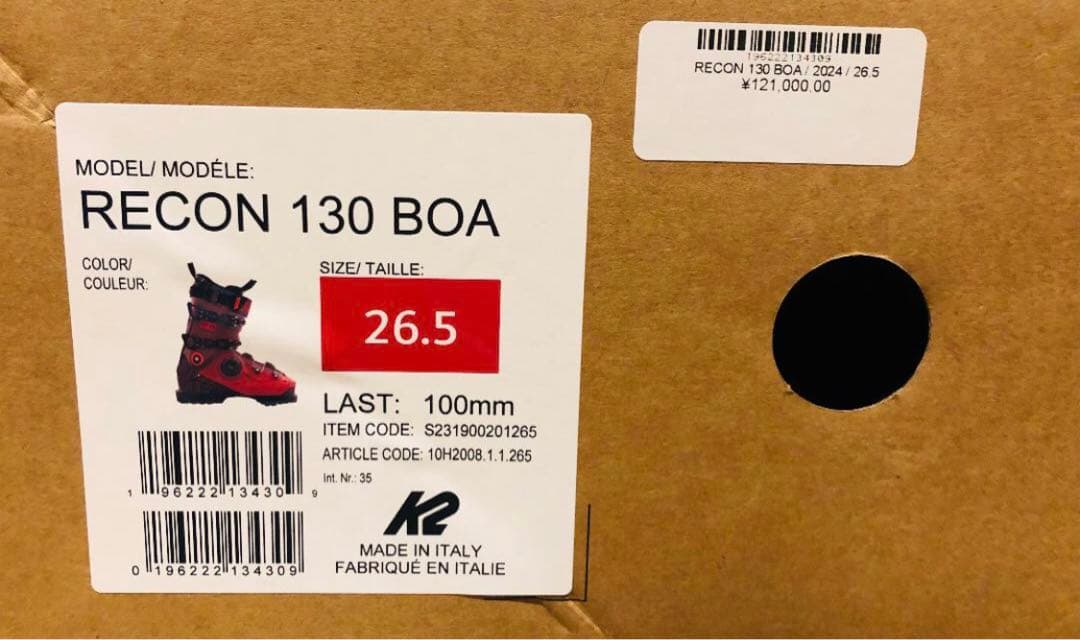 196222134309
RECON 130 BOA / 2024 / 26.5
¥121,000.00
MODEL/ MODÉLE:
RECON 130 BOA
COLOR/
COULEUR:
SIZE/ TAILLE:
26.5
LAST: 100mm
ITEM CODE: S231900201265
ARTICLE CODE: 10H2008.1.1.265
Int. Nr.: 35
1 96222 13430 9
0 196222 134309
K2
MADE IN ITALY
FABRIQUÉ EN ITALIE